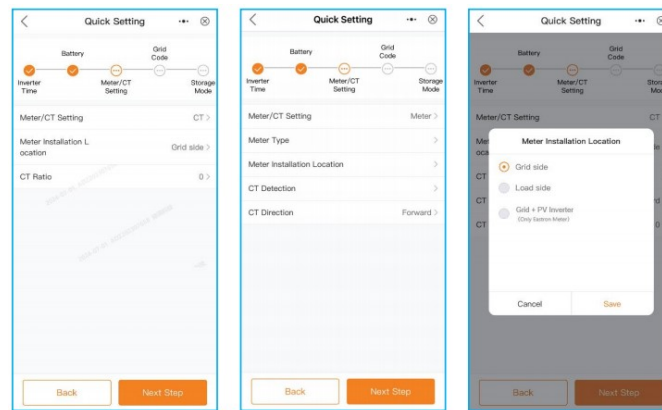 Quick Setting
Battery
Grid
Code
Inverter
Time
Meter/CT
Setting
Storage
Mode
Meter/CT Setting
CT >
Meter Installation L
ocation
Grid side >
CT Ratio
0 >
Back
Next Step
Quick Setting
Battery
Grid
Code
Inverter
Time
Meter/CT
Setting
Storage
Mode
Meter/CT Setting
Meter >
Meter Type
Meter Installation Location
CT Detection
CT Direction
Forward >
Back
Next Step
Quick Setting
Battery
Grid
Code
Inverter
Time
Meter/CT
Setting
Meter/CT Setting
CT >
Meter Installation Location
Grid side
Load side
Grid + PV Inverter
(Only Eastron Meter)
Cancel
Save
CT
CT
Back
Next Step